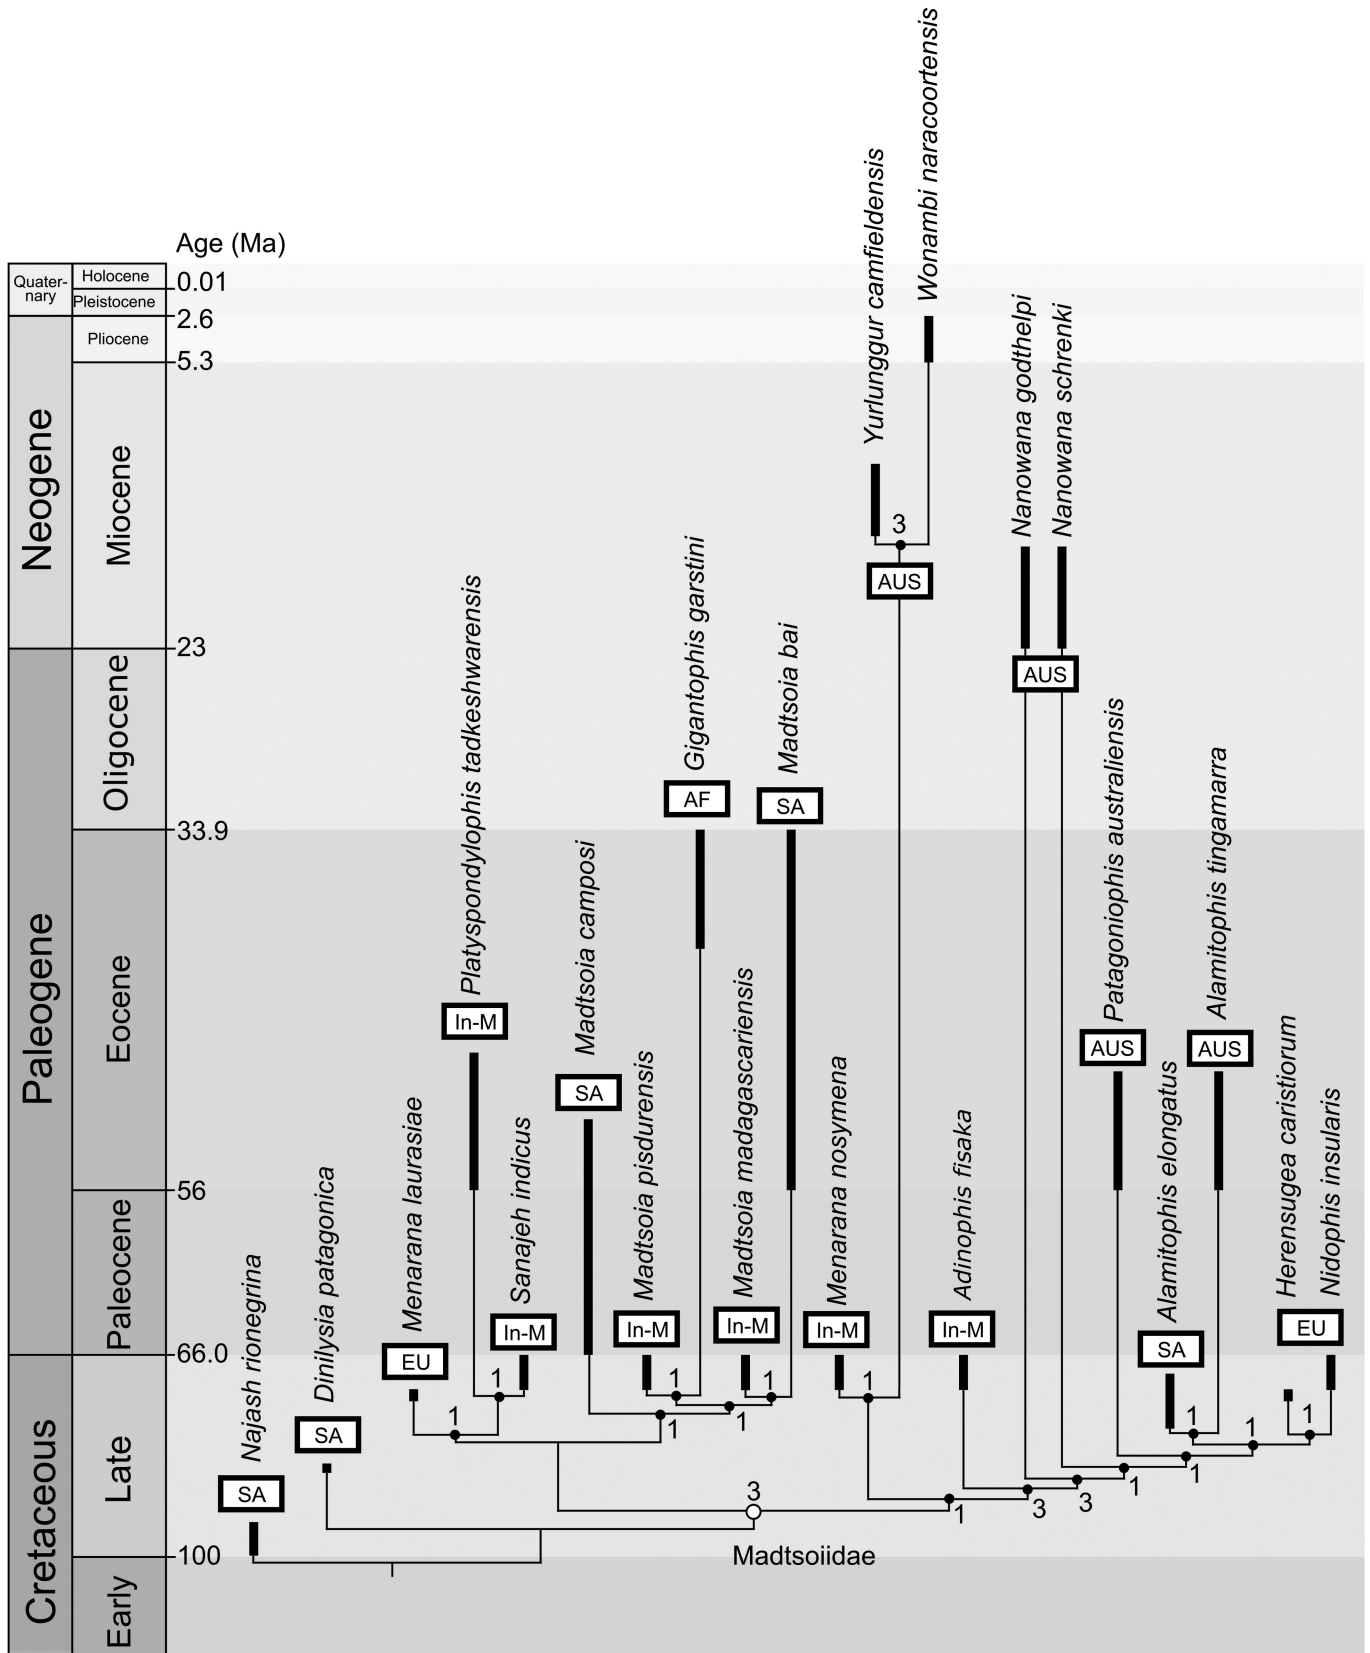 Wonambi naracoortensis
Yurlunggur camfieldensis
Age (Ma)
Quater-
nary
Holocene
0.01
Pleistocene
2.6
Pliocene
5.3
Neogene
Miocene
23
Paleogene
Oligocene
33.9
Eocene
56
Paleocene
66.0
Cretaceous
Late
100
Early
Nanowana godthelpi
Nanowana schrenki
3
AUS
AUS
Gigantophis garstini
AF
Madtsoia bai
SA
Platyspondylophis tadkeshwarensis
In-M
Madtsoia camposi
SA
Patagoniophis australiensis
AUS
Alamitophis tingamarra
AUS
Najash rionegrina
SA
Dinilysia patagonica
SA
Menarana laurasiae
EU
Sanajeh indicus
In-M
Madtsoia pisdurensis
In-M
Madtsoia madagascariensis
In-M
Menarana nosymena
In-M
Adinophis fisaka
In-M
Alamitophis elongatus
SA
Herensugea caristiorum
Nidophis insularis
EU
1
1
1
1
1
1
1
1
1
1
1
1
3
1
3
3
Madtsoiidae